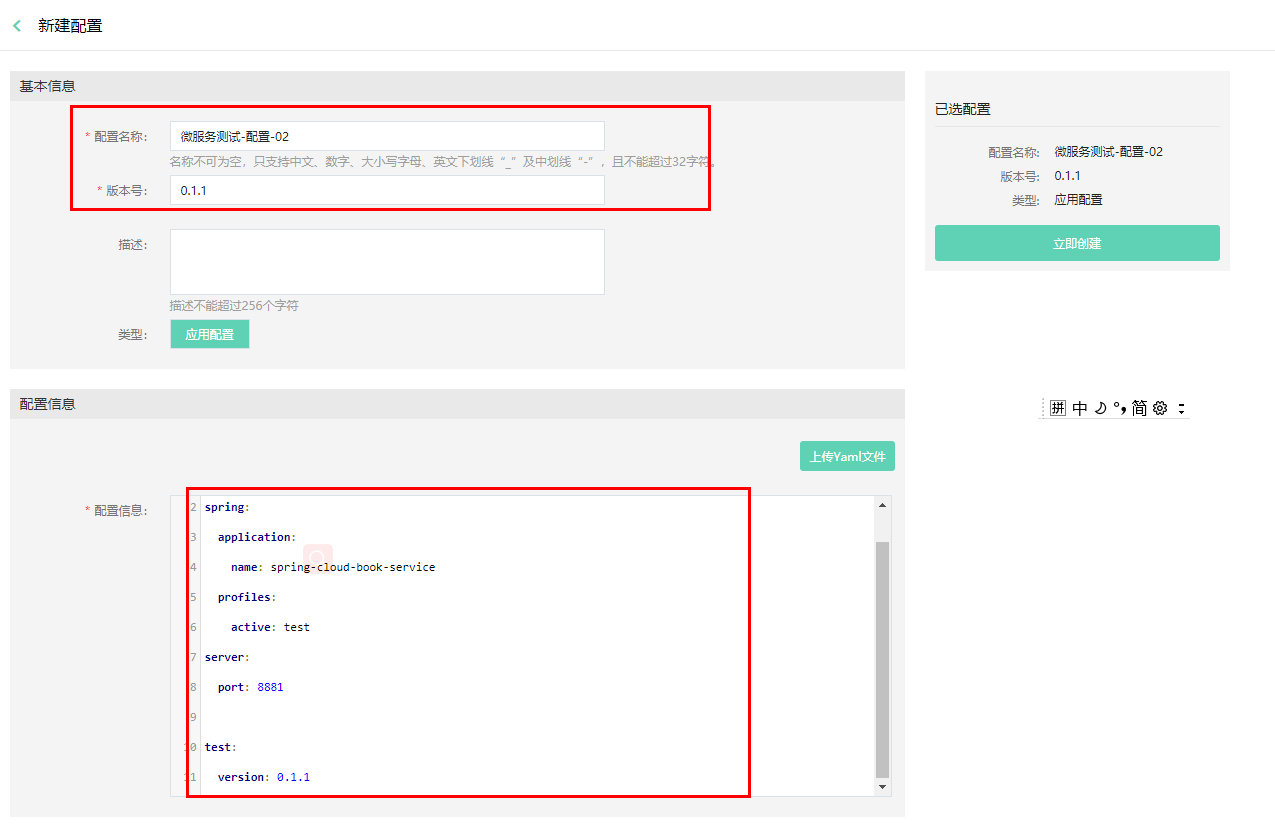 新建配置
基本信息
* 配置名称:
微服务测试-配置-02
名称不可为空，只支持中文、数字、大小写字母、英文下划线“_”及中划线“-”，且不能超过32字符。
* 版本号:
0.1.1
描述:
描述不能超过256个字符
类型:
应用配置
已选配置
配置名称: 微服务测试-配置-02
版本号: 0.1.1
类型: 应用配置
立即创建
配置信息
上传Yaml文件
* 配置信息:
2 spring:
3 application:
4 name: spring-cloud-book-service
5 profiles:
6 active: test
7 server:
8 port: 8881
9
10 test:
11 version: 0.1.1
拼 中 简